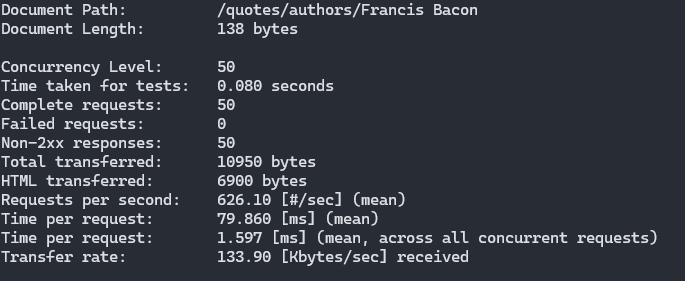 Document Path:          /quotes/authors/Francis Bacon
Document Length:        138 bytes

Concurrency Level:      50
Time taken for tests:   0.080 seconds
Complete requests:      50
Failed requests:        0
Non-2xx responses:      50
Total transferred:      10950 bytes
HTML transferred:       6900 bytes
Requests per second:    626.10 [#/sec] (mean)
Time per request:       79.860 [ms] (mean)
Time per request:       1.597 [ms] (mean, across all concurrent requests)
Transfer rate:          133.90 [Kbytes/sec] received